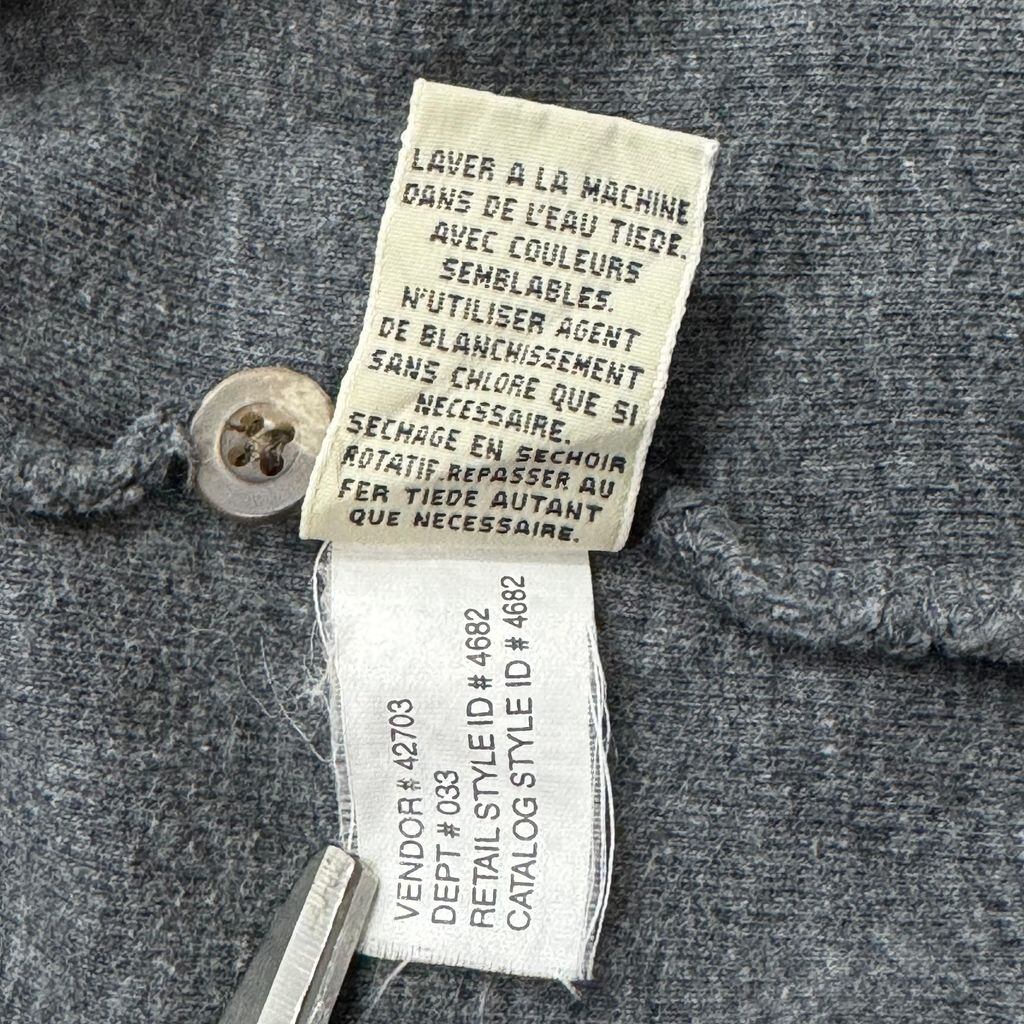 LAVER A LA MACHINE
DANS DE L'EAU TIEDE.
AVEC COULEURS
SEMBLABLES.
N'UTILISER AGENT
DE BLANCHISSEMENT
SANS CHLORE QUE SI
NECESSAIRE.
SECHAGE EN SECHOIR
ROTATIF.REPASSER AU
FER TIEDE AUTANT
QUE NECESSAIRE.
VENDOR# 42703
DEPT # 033
RETAIL STYLE ID # 4682
CATALOG STYLE ID # 4682